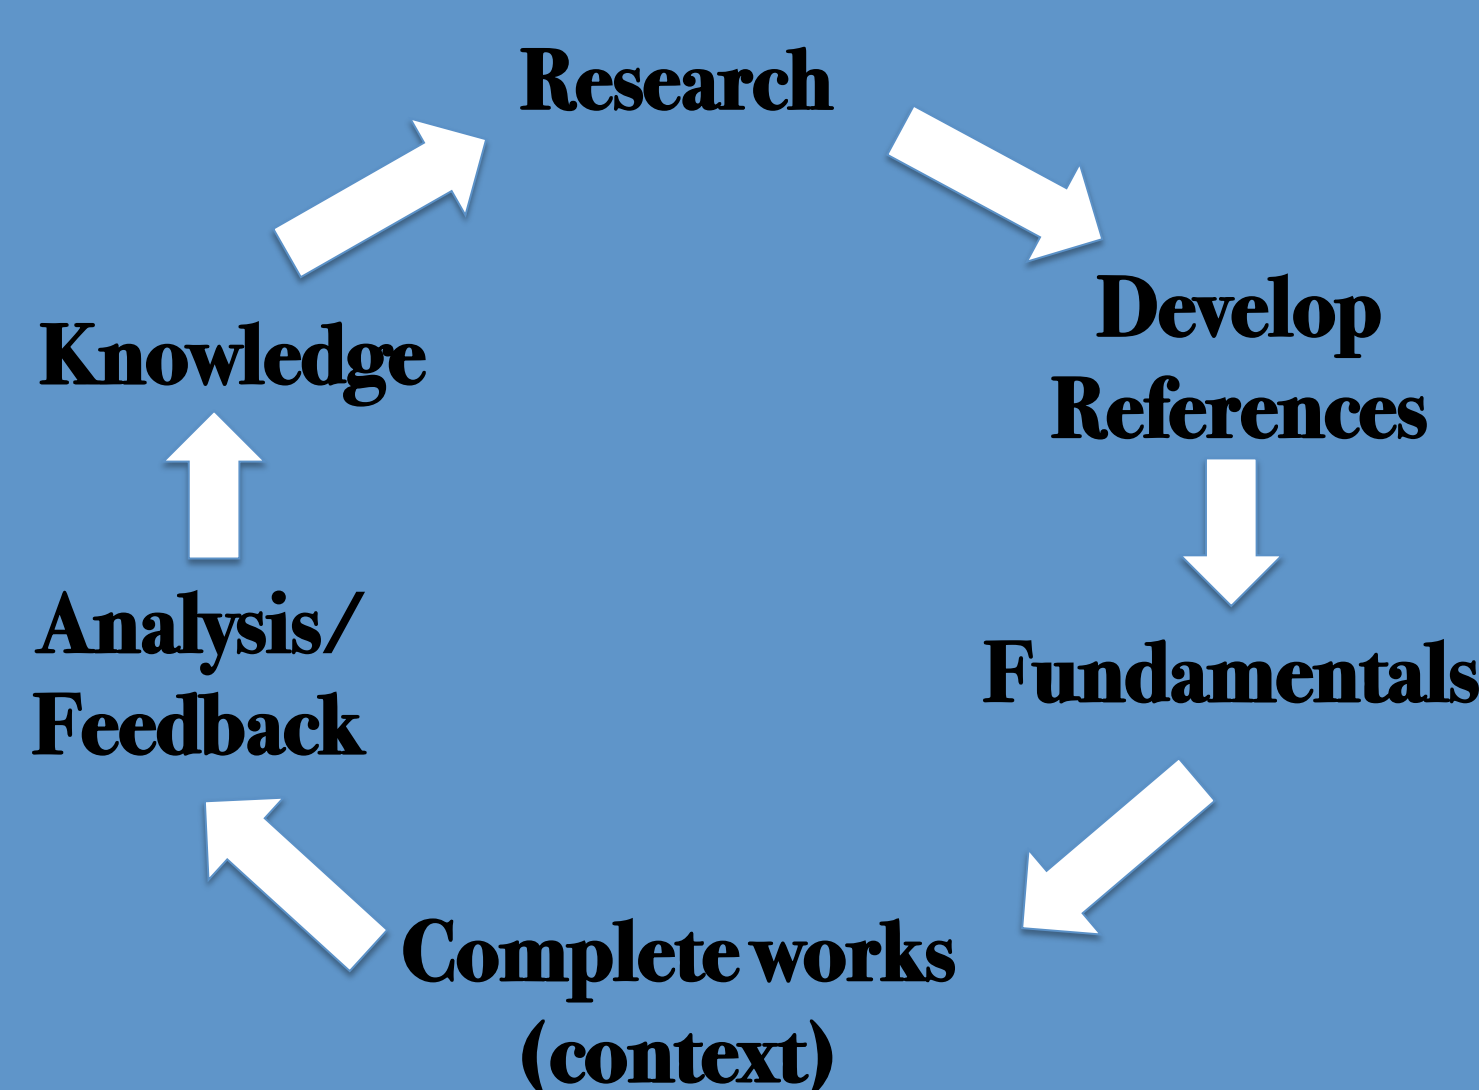 Research
Develop
References
Fundamentals
Complete works
(context)
Analysis/
Feedback
Knowledge